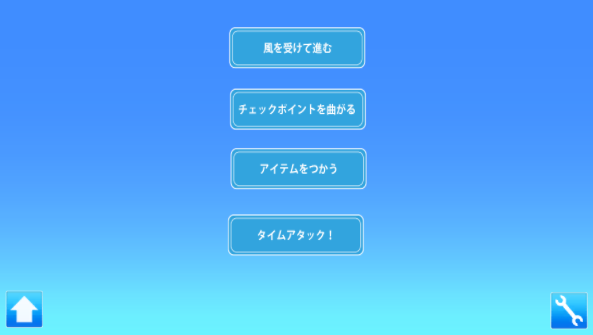 風を受けて進む
チェックポイントを曲がる
アイテムをつかう
タイムアタック！